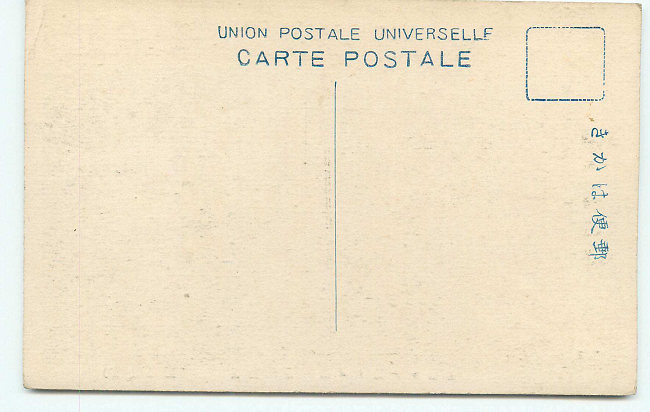 UNION POSTALE UNIVERSELLE
CARTE POSTALE
きかは便郵